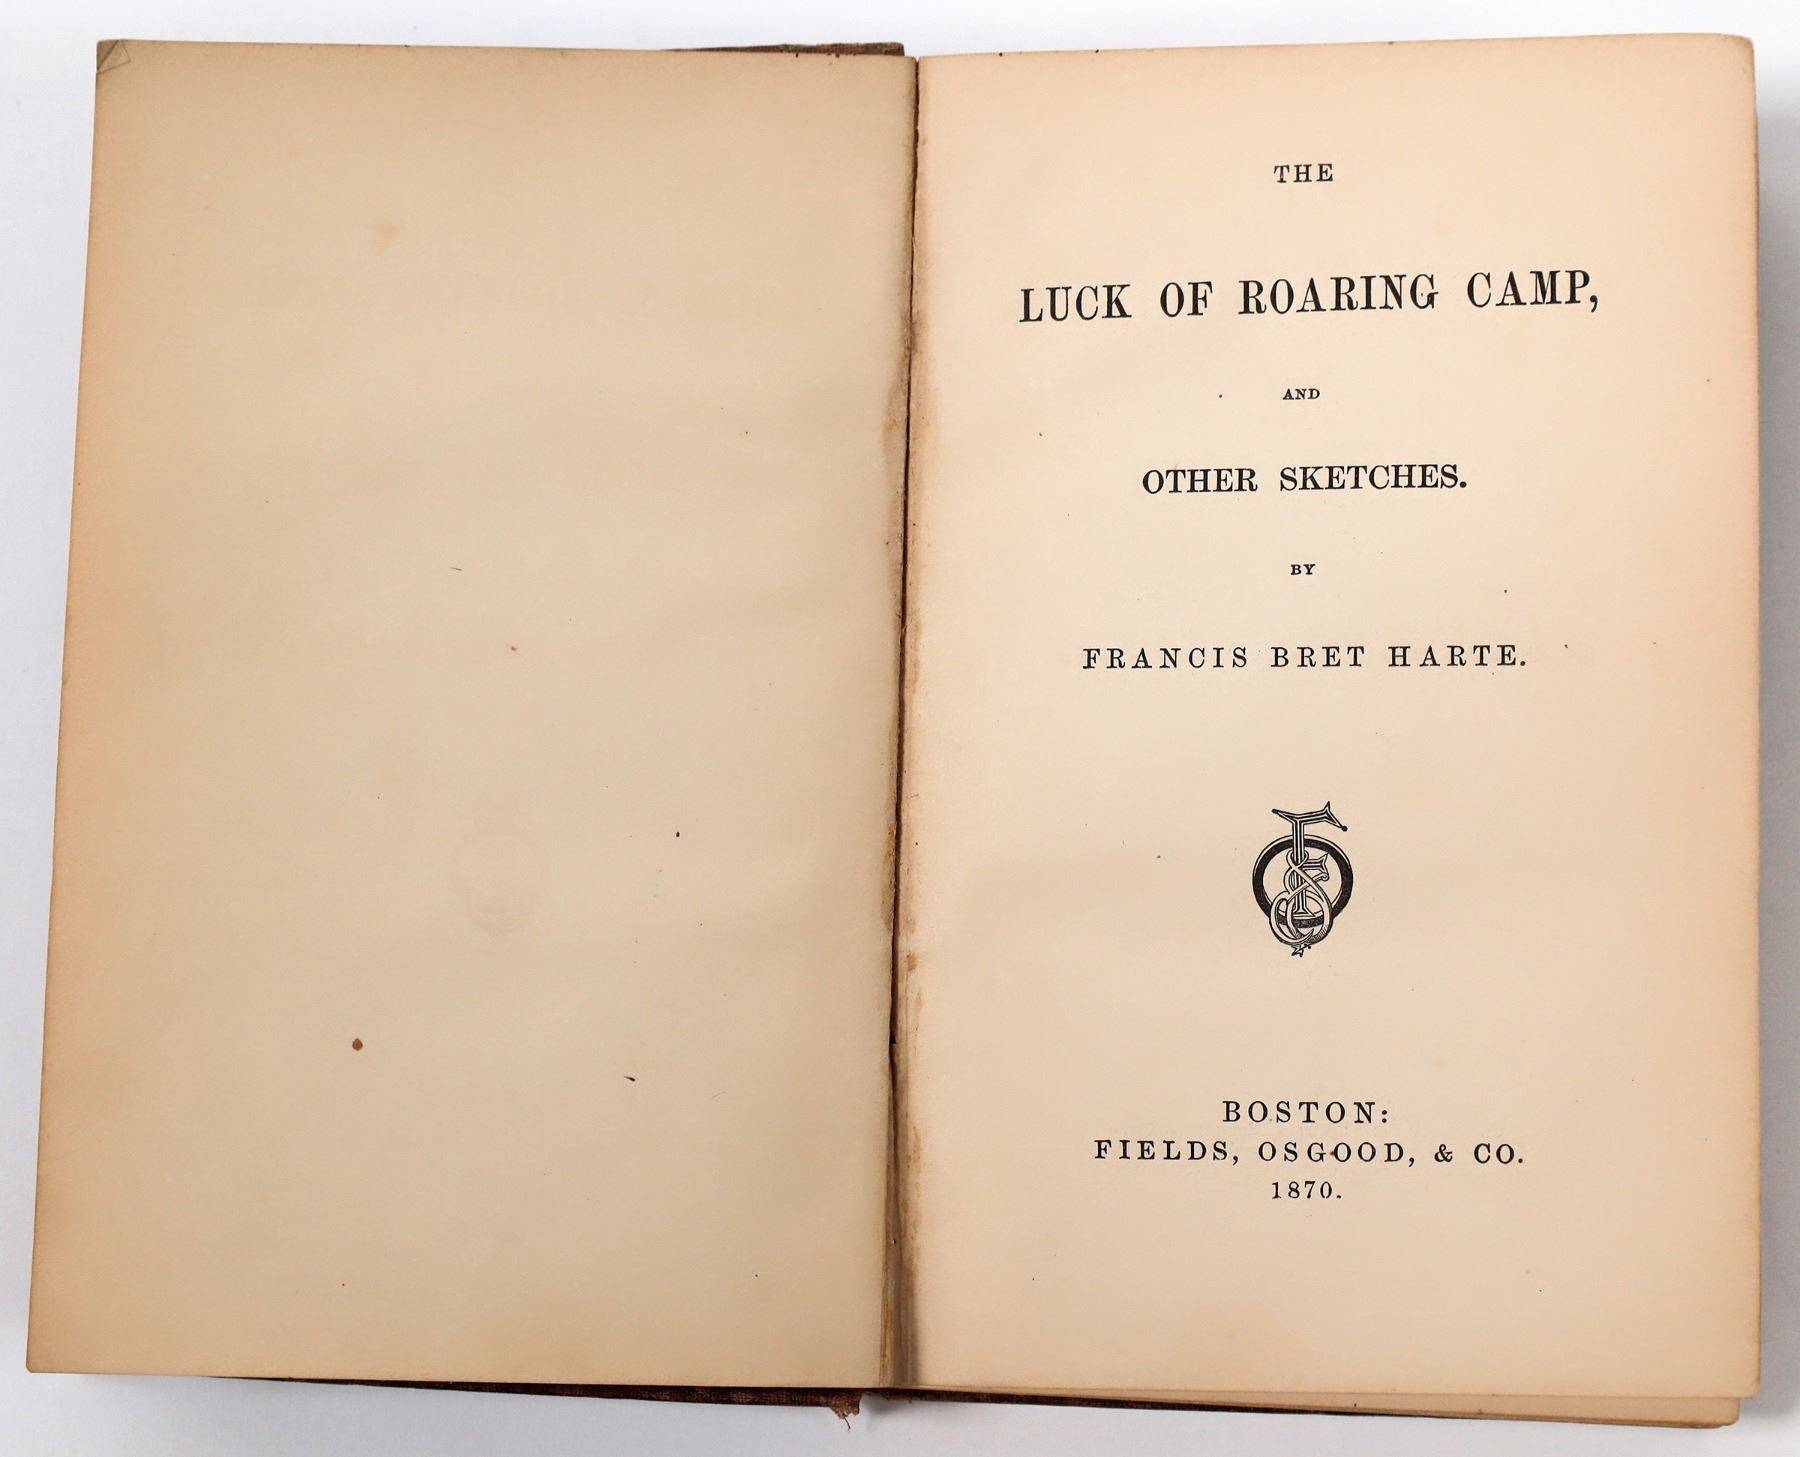 THE
LUCK OF ROARING CAMP,
AND
OTHER SKETCHES.
BY
FRANCIS BRET HARTE.
BOSTON:
FIELDS, OSGOOD, & CO.
1870.